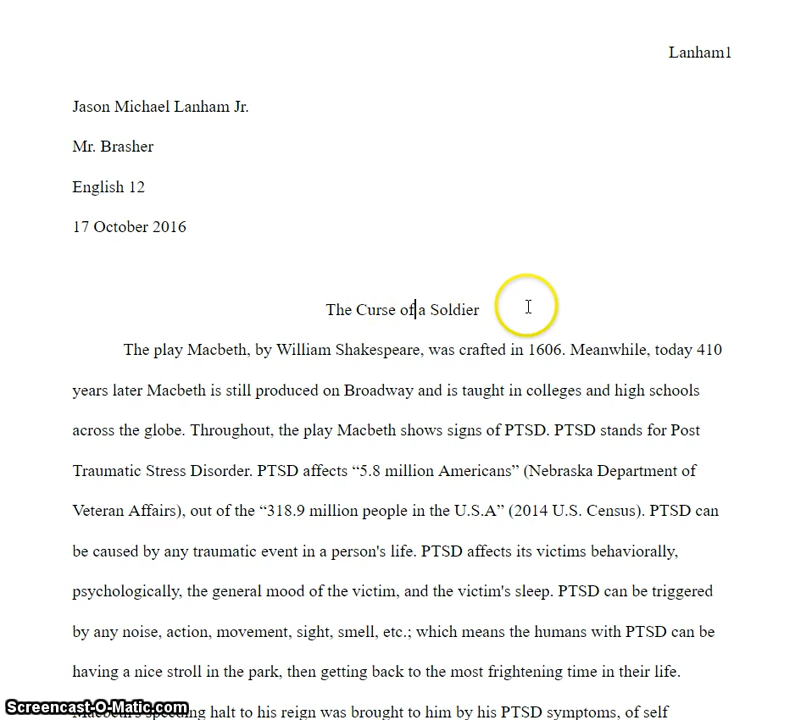 Lanham1
Jason Michael Lanham Jr.
Mr. Brasher
English 12
17 October 2016
The Curse of a Soldier
The play Macbeth, by William Shakespeare, was crafted in 1606. Meanwhile, today 410
years later Macbeth is still produced on Broadway and is taught in colleges and high schools
across the globe. Throughout, the play Macbeth shows signs of PTSD. PTSD stands for Post
Traumatic Stress Disorder. PTSD affects “5.8 million Americans” (Nebraska Department of
Veteran Affairs), out of the “318.9 million people in the U.S.A” (2014 U.S. Census). PTSD can
be caused by any traumatic event in a person's life. PTSD affects its victims behaviorally,
psychologically, the general mood of the victim, and the victim's sleep. PTSD can be triggered
by any noise, action, movement, sight, smell, etc.; which means the humans with PTSD can be
having a nice stroll in the park, then getting back to the most frightening time in their life.
halt to his reign was brought to him by his PTSD symptoms, of self
Screencast-O-Matic.com